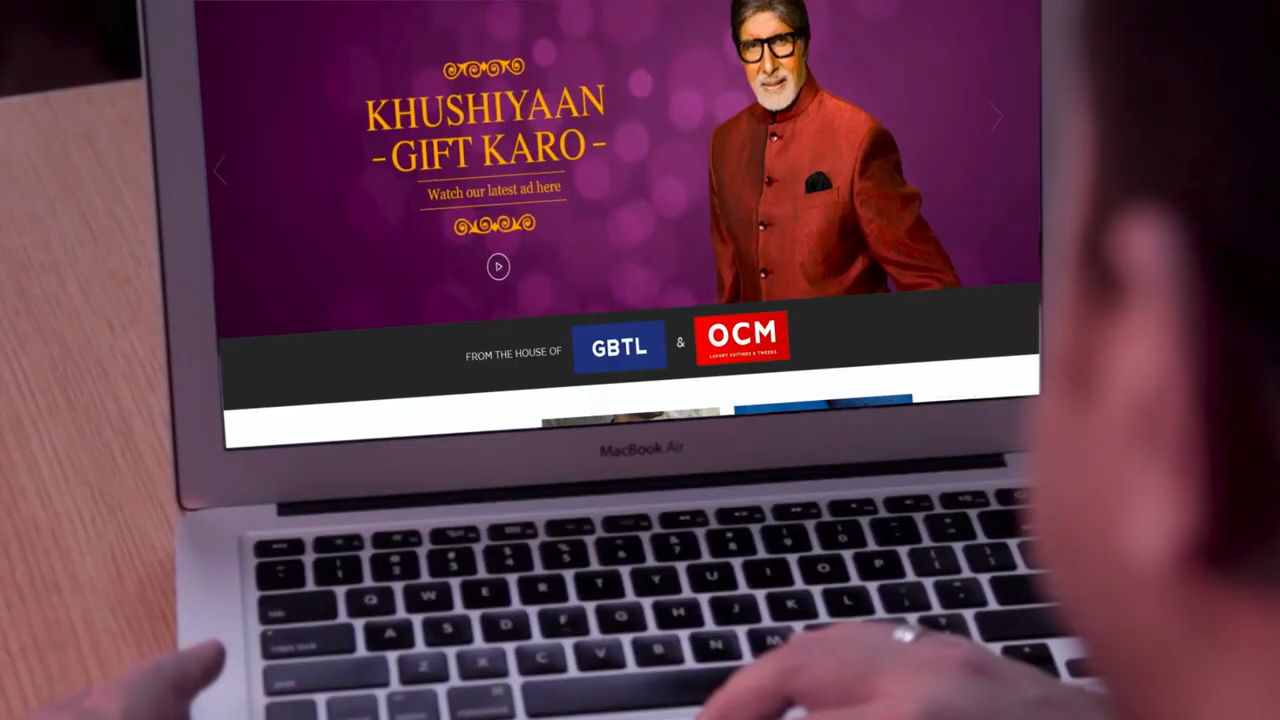 KHUSHIYAAN
- GIFT KARO -
Watch our latest ad here
FROM THE HOUSE OF
GBTL
&
OCM
LUXURY SUITINGS & TWEEDS
MacBook Air
Q W E R T Y U I O P
A S D F G H J K L
Z X C V B N M